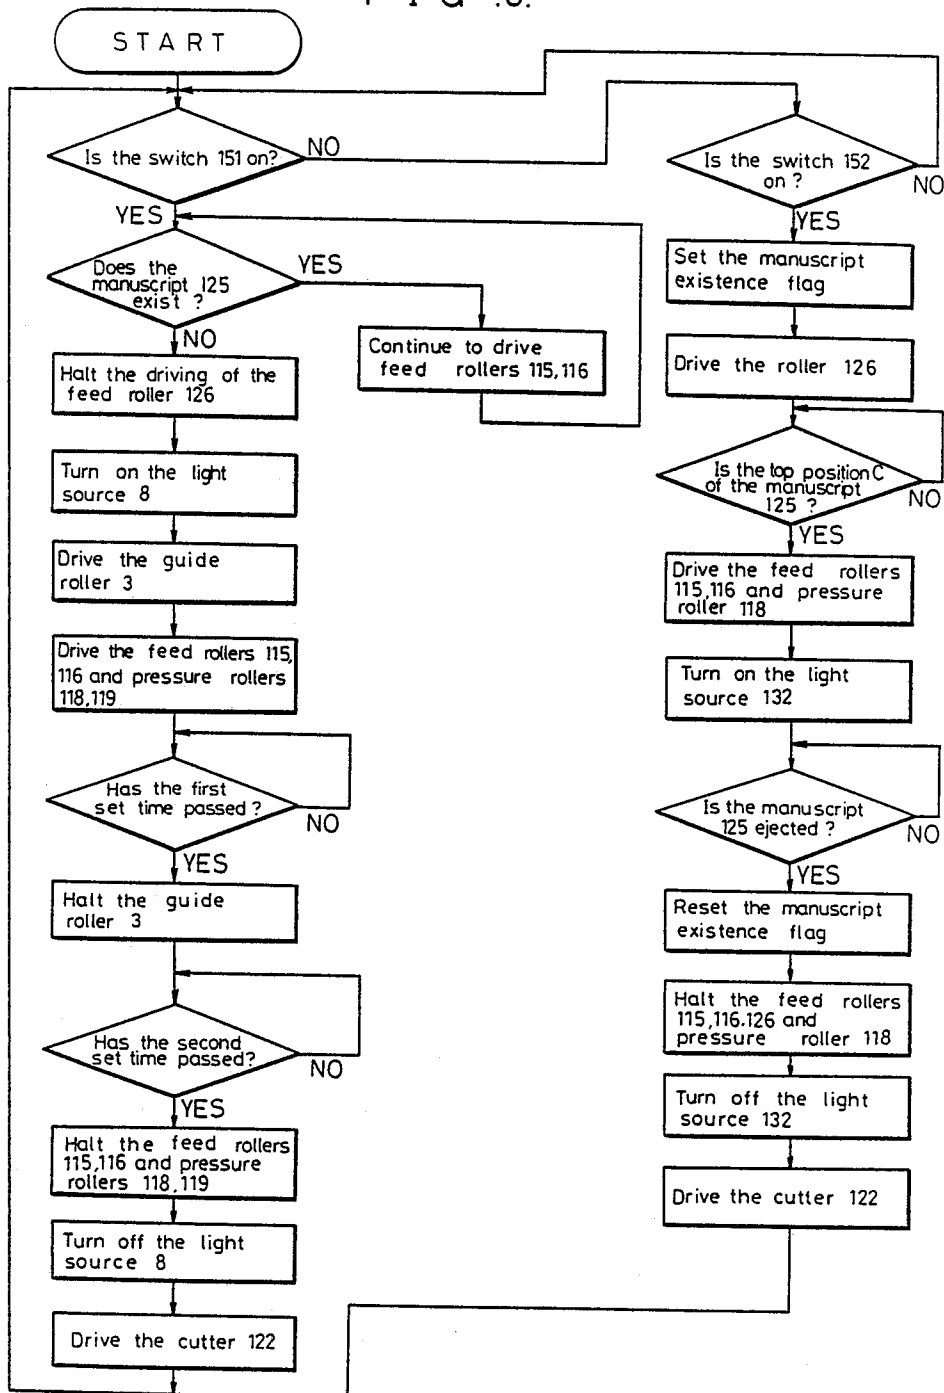 F I G .8.
START
Is the switch 151 on?
NO
YES
Does the
manuscript 125
exist ?
YES
NO
Continue to drive
feed rollers 115,116
Halt the driving of the
feed roller 126
Turn on the light
source 8
Drive the guide
roller 3
Drive the feed rollers 115,
116 and pressure rollers
118,119
Has the first
set time passed ?
NO
YES
Halt the guide
roller 3
Has the second
set time passed?
NO
YES
Halt the feed rollers
115,116 and pressure
rollers 118,119
Turn off the light
source 8
Drive the cutter 122
Is the switch 152
on ?
NO
YES
Set the manuscript
existence flag
Drive the roller 126
Is the top position C
of the manuscript
125 ?
NO
YES
Drive the feed rollers
115,116 and pressure
roller 118
Turn on the light
source 132
Is the manuscript
125 ejected ?
NO
YES
Reset the manuscript
existence flag
Halt the feed rollers
115,116.126 and
pressure roller 118
Turn off the light
source 132
Drive the cutter 122